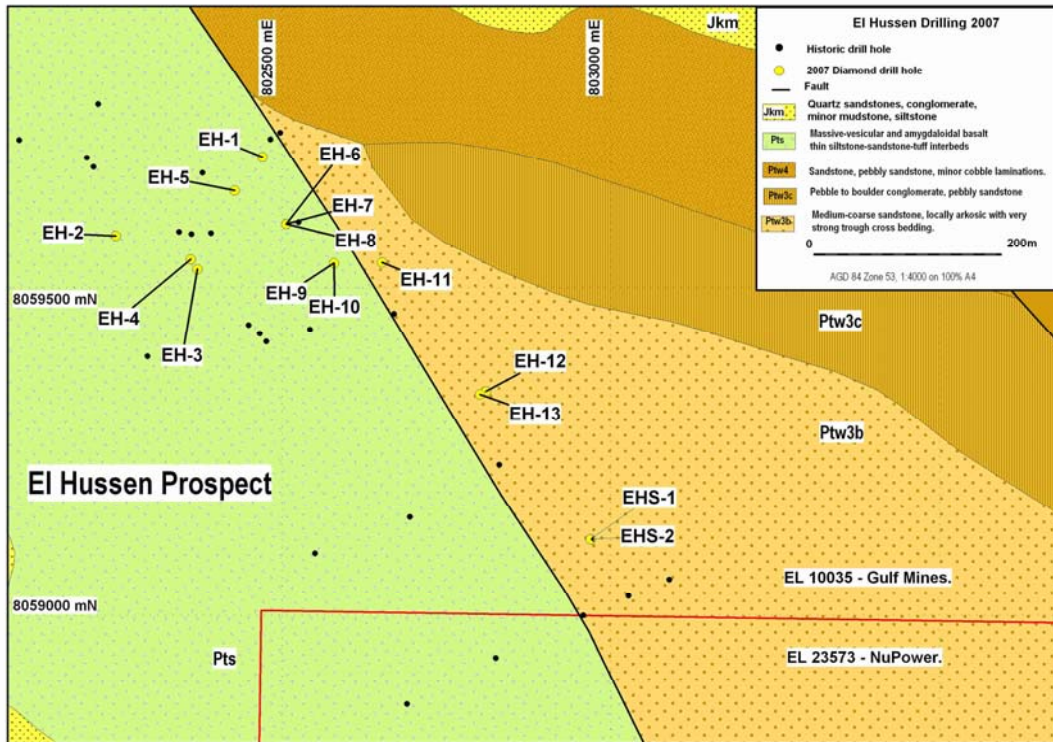 802500 mE
803000 mE
Jkm
El Hussen Drilling 2007
Historic drill hole
2007 Diamond drill hole
Fault
Jkm
Quartz sandstones, conglomerate,
minor mudstone, siltstone
Pts
Massive-vesicular and amygdaloidal basalt
thin siltstone-sandstone-tuff interbeds
Ptw4
Sandstone, pebbly sandstone, minor cobble laminations.
Ptw3c
Pebble to boulder conglomerate, pebbly sandstone
Ptw3b
Medium-coarse sandstone, locally arkosic with very
strong trough cross bedding.
0 200m
AGD 84 Zone 53, 1:4000 on 100% A4
EH-1
EH-6
EH-5
EH-7
EH-2
EH-8
EH-11
EH-9
8059500 mN
EH-10
EH-4
Ptw3c
EH-3
EH-12
EH-13
Ptw3b
El Hussen Prospect
EHS-1
EHS-2
EL 10035 - Gulf Mines.
8059000 mN
Pts
EL 23573 - NuPower.